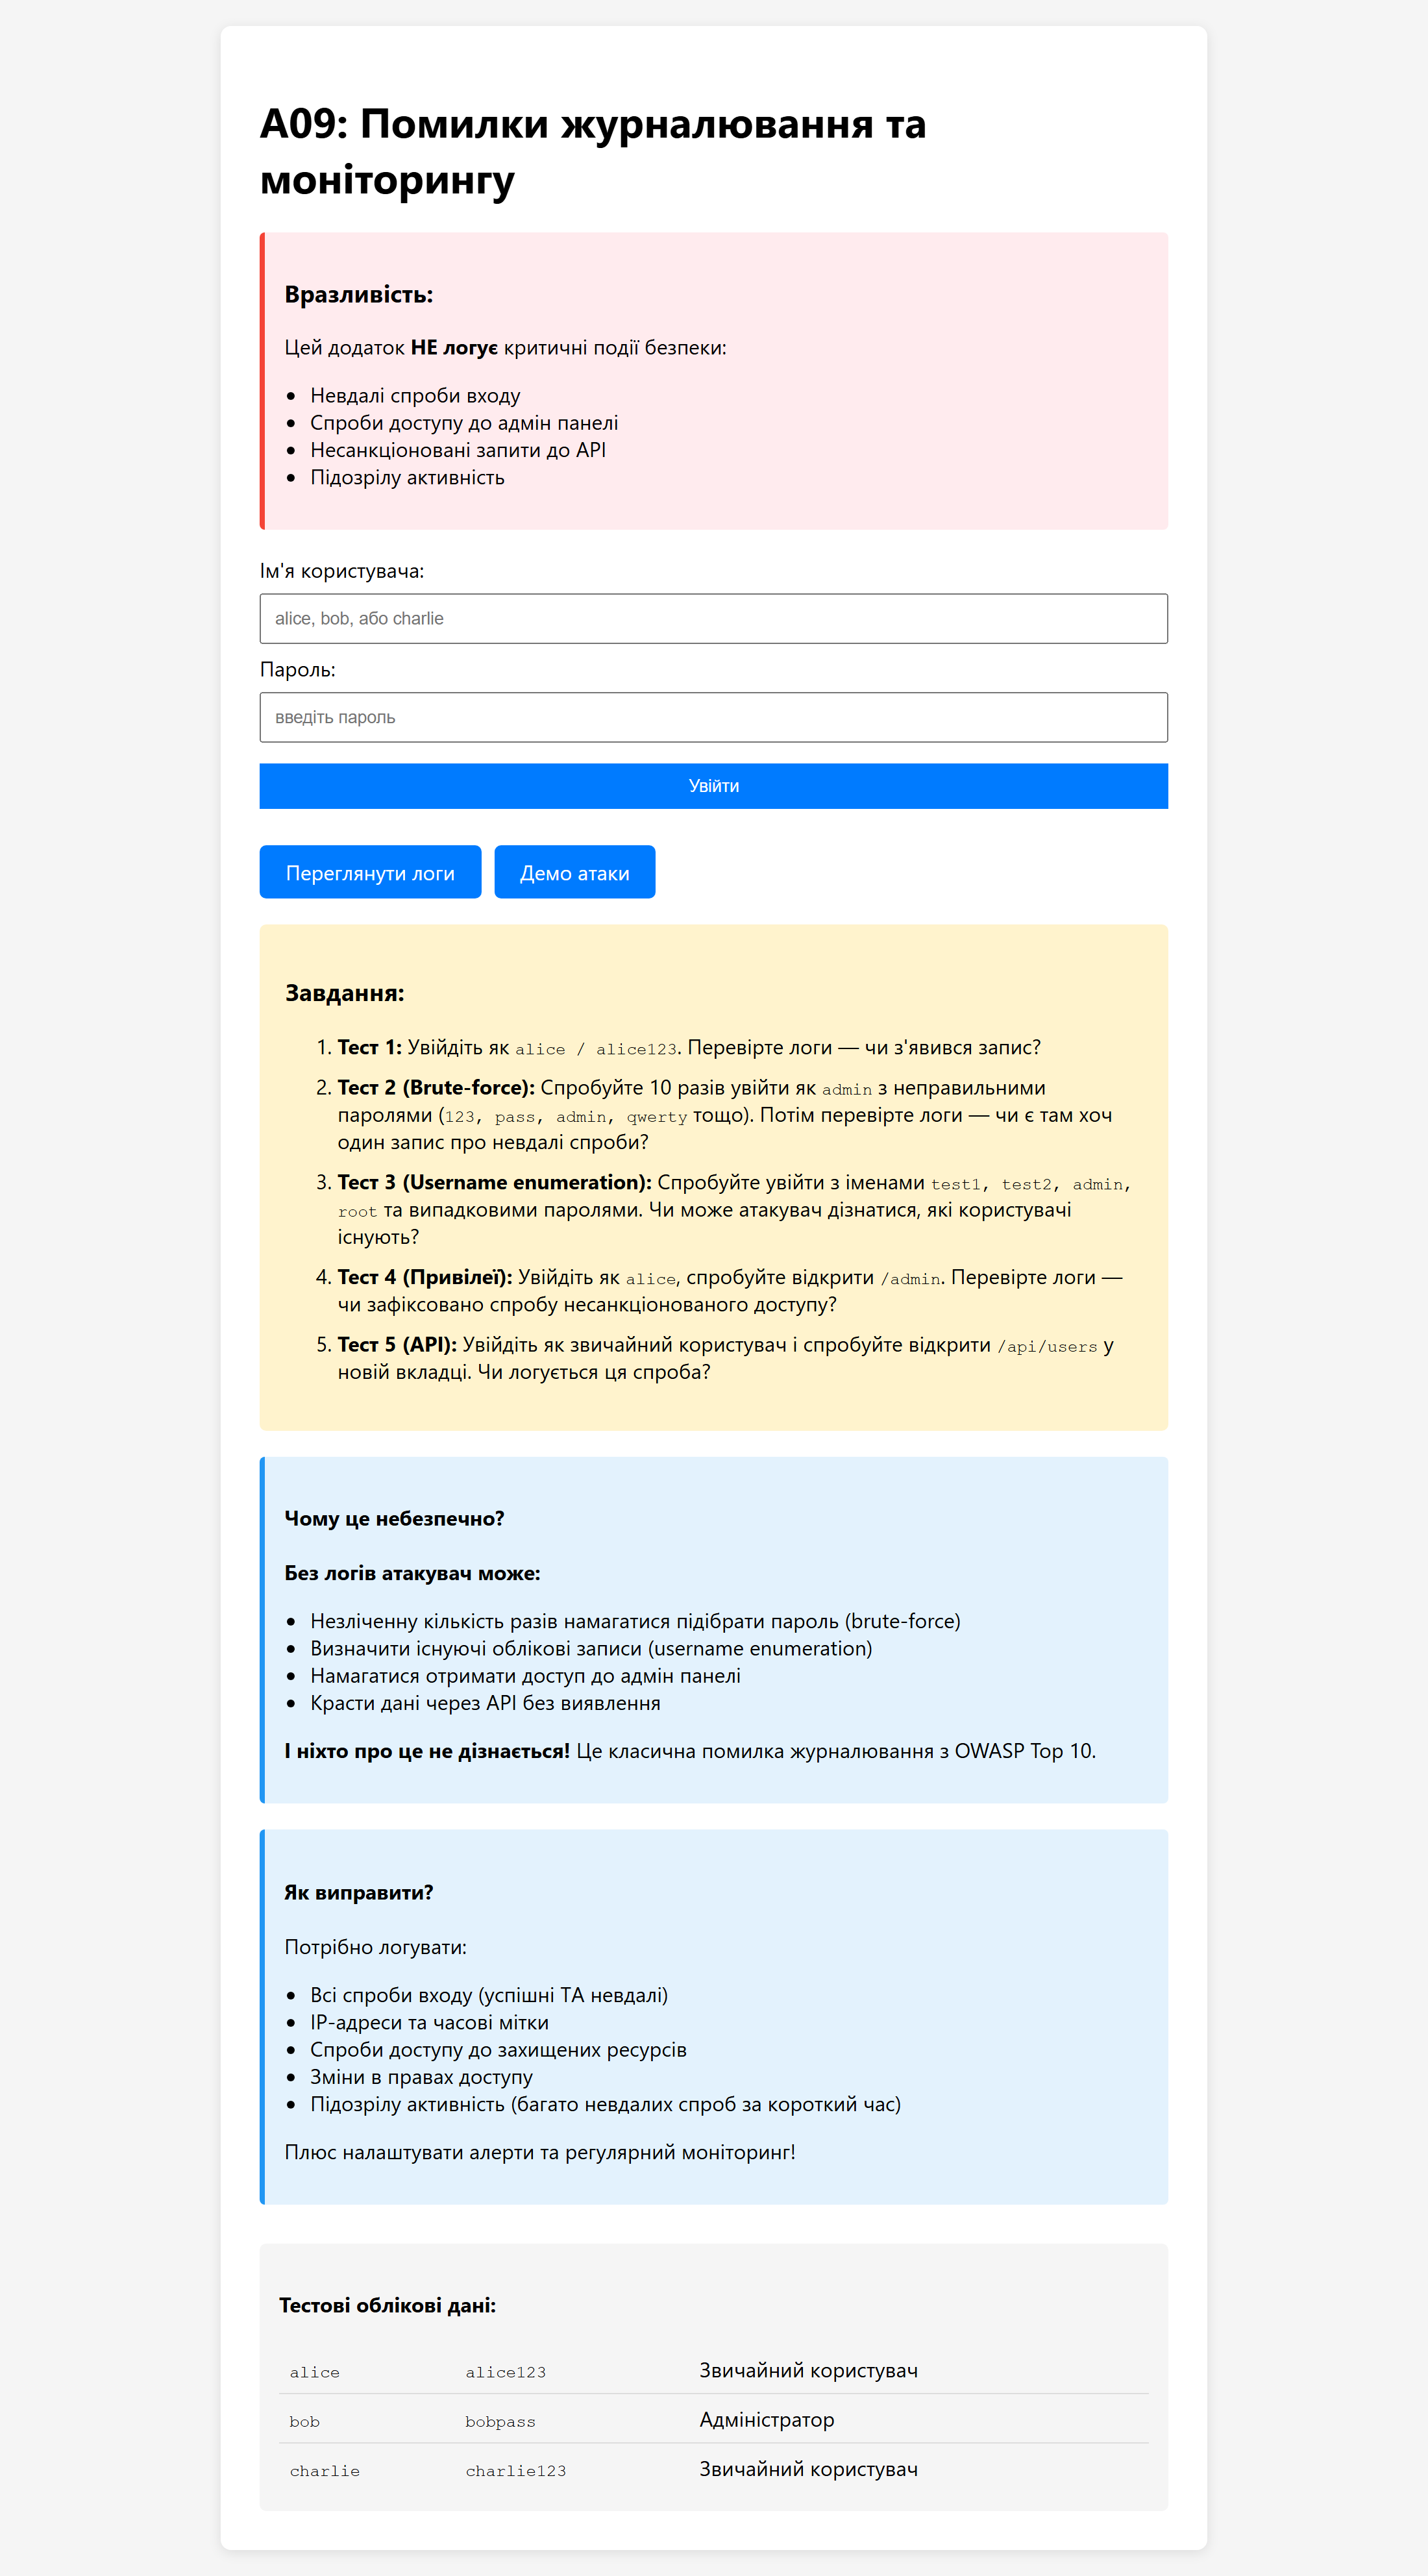 A09: Помилки журналювання та
моніторингу
Вразливість:
Цей додаток НЕ логує критичні події безпеки:
• Невдалі спроби входу
• Спроби доступу до адмін панелі
• Несанкціоновані запити до API
• Підозрілу активність
Ім'я користувача:
alice, bob, або charlie
Пароль:
введіть пароль
Увійти
Переглянути логи Демо атаки
Завдання:
1. Тест 1: Увійдіть як alice / alice123. Перевірте логи — чи з'явився запис?
2. Тест 2 (Brute-force): Спробуйте 10 разів увійти як admin з неправильними
паролями (123, pass, admin, qwerty тощо). Потім перевірте логи — чи є там хоч
один запис про невдалі спроби?
3. Тест 3 (Username enumeration): Спробуйте увійти з іменами test1, test2, admin,
root та випадковими паролями. Чи може атакувач дізнатися, які користувачі
існують?
4. Тест 4 (Привілеї): Увійдіть як alice, спробуйте відкрити /admin. Перевірте логи —
чи зафіксовано спробу несанкціонованого доступу?
5. Тест 5 (API): Увійдіть як звичайний користувач і спробуйте відкрити /api/users у
новій вкладці. Чи логується ця спроба?
Чому це небезпечно?
Без логів атакувач може:
• Незліченну кількість разів намагатися підібрати пароль (brute-force)
• Визначити існуючі облікові записи (username enumeration)
• Намагатися отримати доступ до адмін панелі
• Красти дані через API без виявлення
І ніхто про це не дізнається! Це класична помилка журналювання з OWASP Top 10.
Як виправити?
Потрібно логувати:
• Всі спроби входу (успішні ТА невдалі)
• IP-адреси та часові мітки
• Спроби доступу до захищених ресурсів
• Зміни в правах доступу
• Підозрілу активність (багато невдалих спроб за короткий час)
Плюс налаштувати алерти та регулярний моніторинг!
Тестові облікові дані:
alice alice123 Звичайний користувач
bob bobpass Адміністратор
charlie charlie123 Звичайний користувач